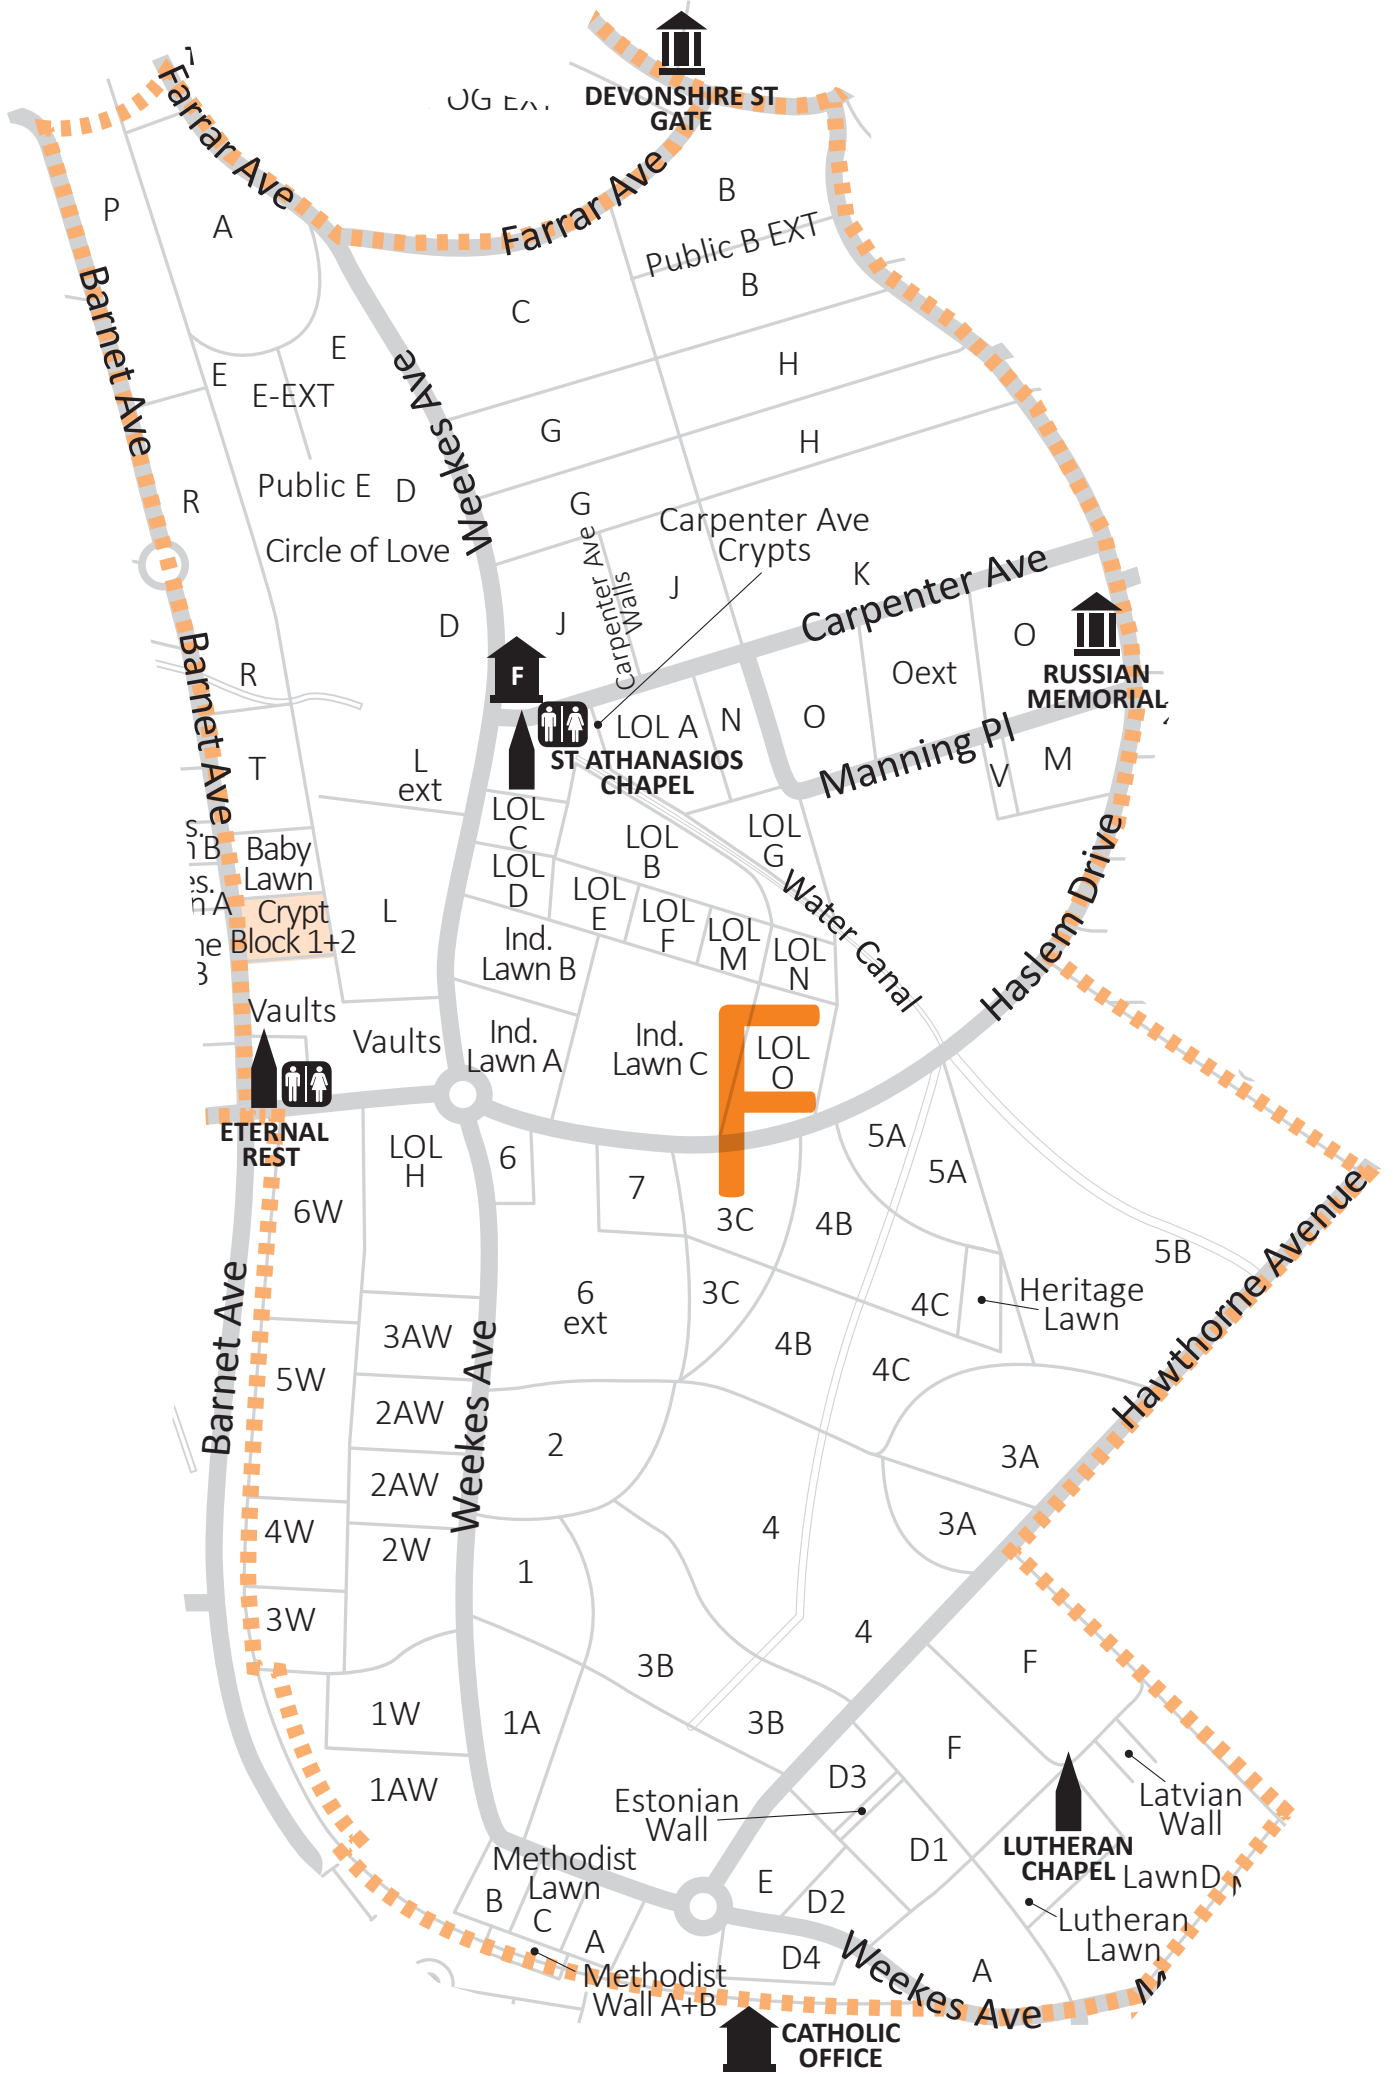 DEVONSHIRE ST
GATE
Farrar Ave
Farrar Ave
P
A
B
Public B EXT
B
Barnet Ave
C
E
E
E-EXT
Weekes Ave
H
G
H
R
Public E
D
G
Circle of Love
Carpenter Ave
Crypts
Carpenter Ave
Walls
J
K
Carpenter Ave
D
J
F
O
Oext
RUSSIAN
MEMORIAL
Barnet Ave
R
LOL A
N
O
Manning Pl
V
M
ST ATHANASIOS
CHAPEL
T
L
ext
LOL
C
LOL
B
LOL
G
Haslem Drive
Baby
Lawn
LOL
D
LOL
E
LOL
F
LOL
M
LOL
N
Water Canal
Crypt
Block 1+2
L
Ind.
Lawn B
Vaults
Vaults
Ind.
Lawn A
Ind.
Lawn C
LOL
O
F
ETERNAL
REST
LOL
H
6
7
5A
5A
6W
3C
4B
5B
Barnet Ave
6
ext
3C
4C
Heritage
Lawn
Hawthorne Avenue
3AW
4B
4C
5W
Weekes Ave
2AW
2
3A
2AW
4W
2W
4
3A
1
3W
4
3B
F
1W
1A
3B
F
1AW
D3
Estonian
Wall
Latvian
Wall
D1
LUTHERAN
CHAPEL
Methodist
Lawn
B
C
A
E
D2
LawnD
Lutheran
Lawn
D4
Weekes Ave
A
Methodist
Wall A+B
CATHOLIC
OFFICE